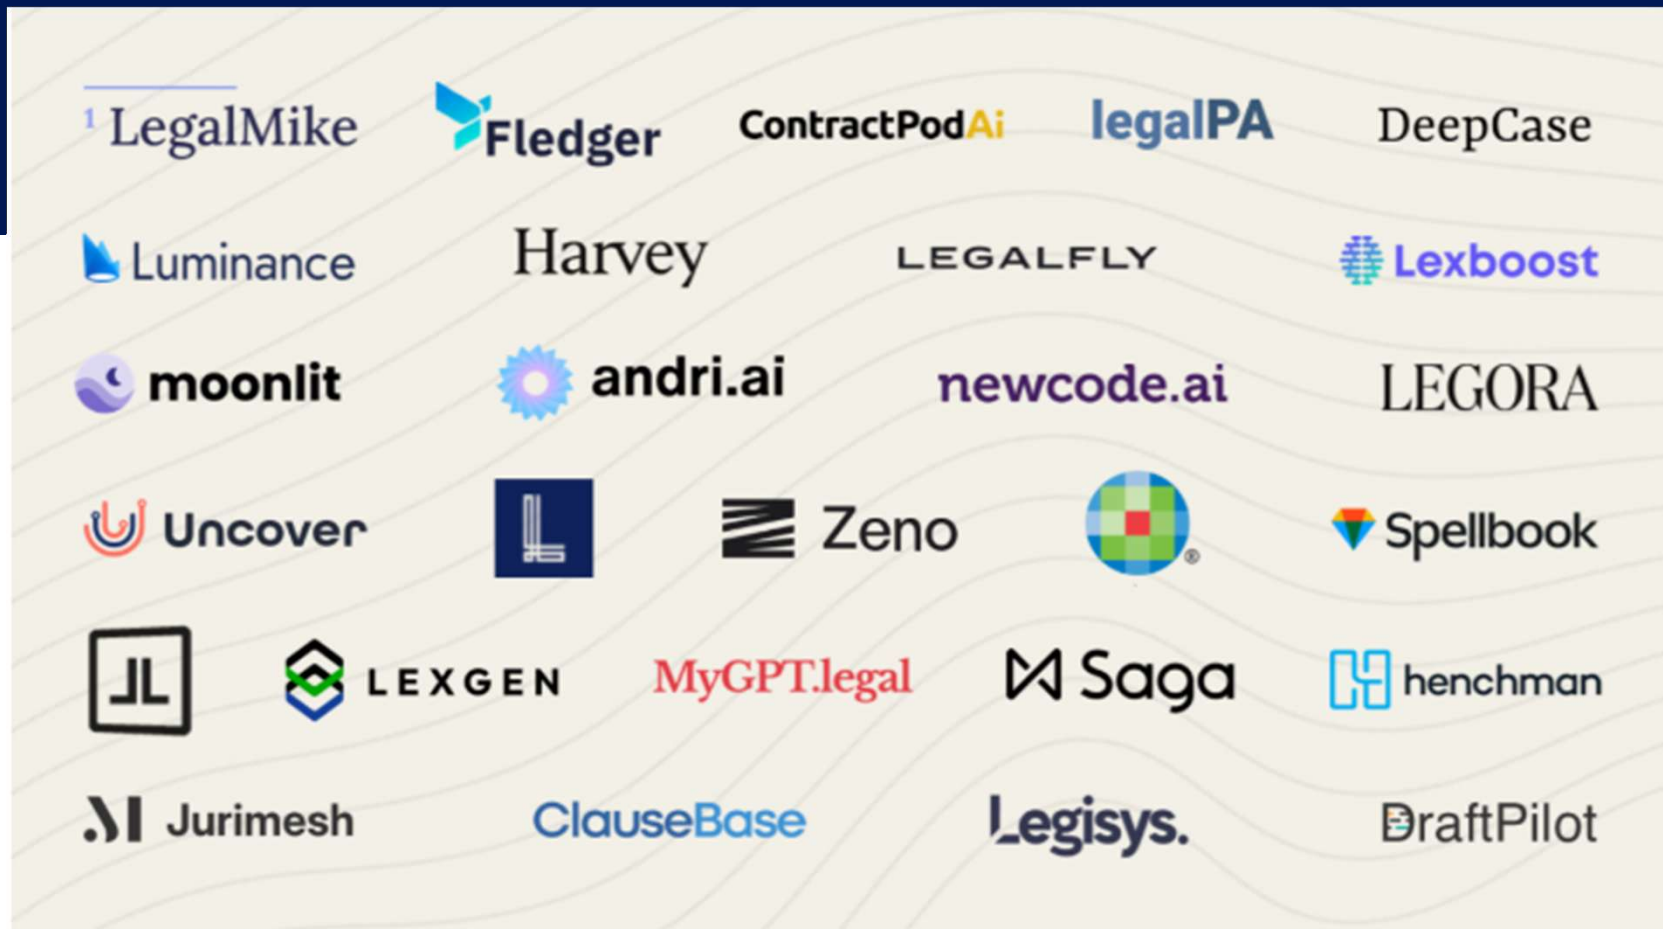 1 LegalMike
Fledger
ContractPodAi
legalPA
DeepCase
Luminance
Harvey
LEGALFLY
Lexboost
moonlit
andri.ai
newcode.ai
LEGORA
Uncover
L
Zeno
®
Spellbook
LEXGEN
MyGPT.legal
Saga
henchman
Jurimesh
ClauseBase
Legisys.
DraftPilot